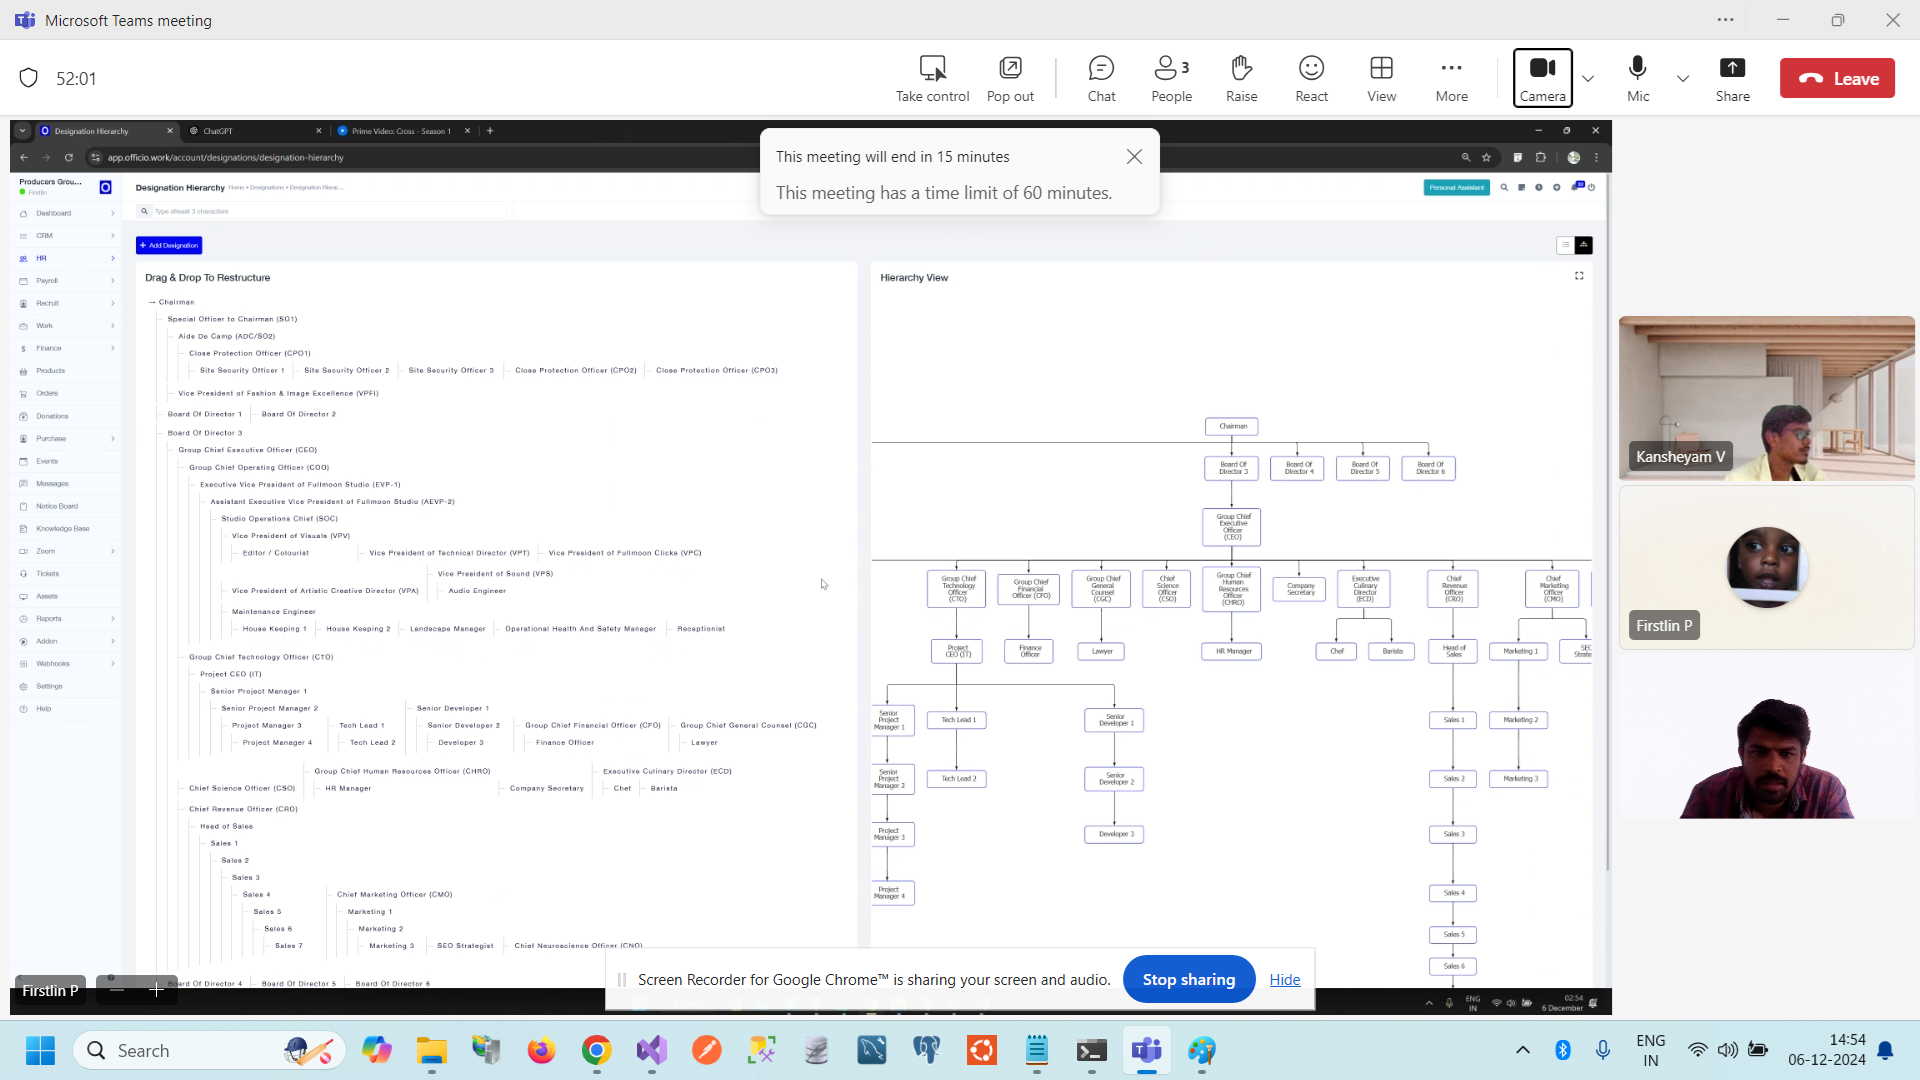 Microsoft Teams meeting
52:01
Take control
Pop out
Chat
3
People
Raise
React
View
More
Camera
Mic
Share
Leave
Designation Hierarchy
ChatGPT
Prime Video: Cross - Season 1
app.officio.work/account/designations/designation-hierarchy
This meeting will end in 15 minutes
This meeting has a time limit of 60 minutes.
Producers Grou...
Firstlin
Designation Hierarchy
Home • Designations • Designation Hierar...
Personal Assistant
Type atleast 3 characters
Dashboard
CRM
HR
Payroll
Recruit
Work
Finance
Products
Orders
Donations
Purchase
Events
Messages
Notice Board
Knowledge Base
Zoom
Tickets
Assets
Reports
Addon
Webhooks
Settings
Help
+ Add Designation
Drag & Drop To Restructure
Chairman
Special Officer to Chairman (SO1)
Aide De Camp (ADC/SO2)
Close Protection Officer (CPO1)
Site Security Officer 1 Site Security Officer 2 Site Security Officer 3 Close Protection Officer (CPO2) Close Protection Officer (CPO3)
Vice President of Fashion & Image Excellence (VPFI)
Board Of Director 1 Board Of Director 2
Board Of Director 3
Group Chief Executive Officer (CEO)
Group Chief Operating Officer (COO)
Executive Vice President of Fullmoon Studio (EVP-1)
Assistant Executive Vice President of Fullmoon Studio (AEVP-2)
Studio Operations Chief (SOC)
Vice President of Visuals (VPV)
Editor / Colourist Vice President of Technical Director (VPT) Vice President of Fullmoon Clicks (VPC)
Vice President of Sound (VPS)
Vice President of Artistic Creative Director (VPA) Audio Engineer
Maintenance Engineer
House Keeping 1 House Keeping 2 Landscape Manager Operational Health And Safety Manager Receptionist
Group Chief Technology Officer (CTO)
Project CEO (IT)
Senior Project Manager 1
Senior Project Manager 2 Senior Developer 1
Project Manager 3 Tech Lead 1 Senior Developer 2 Group Chief Financial Officer (CFO) Group Chief General Counsel (CGC)
Project Manager 4 Tech Lead 2 Developer 3 Finance Officer Lawyer
Group Chief Human Resources Officer (CHRO) Executive Culinary Director (ECD)
Chief Science Officer (CSO) HR Manager Company Secretary Chef Barista
Chief Revenue Officer (CRO)
Head of Sales
Sales 1
Sales 2
Sales 3
Sales 4 Chief Marketing Officer (CMO)
Sales 5 Marketing 1
Sales 6 Marketing 2
Sales 7 Marketing 3 SEO Strategist Chief Neuroscience Officer (CNO)
Board Of Director 4 Board Of Director 5 Board Of Director 6
Hierarchy View
Chairman
Board Of
Director 3
Board Of
Director 4
Board Of
Director 5
Board Of
Director 6
Group Chief
Executive
Officer
(CEO)
Group Chief
Technology
Officer
(CTO)
Group Chief
Financial
Officer (CFO)
Group Chief
General
Counsel
(CGC)
Chief
Science
Officer
(CSO)
Group Chief
Human
Resources
Officer
(CHRO)
Company
Secretary
Executive
Culinary
Director
(ECD)
Chief
Revenue
Officer
(CRO)
Chief
Marketing
Officer
(CMO)
Project
CEO (IT)
Finance
Officer
Lawyer
HR Manager
Chef
Barista
Head of
Sales
Marketing 1
SEO
Strate
Senior
Project
Manager 1
Tech Lead 1
Senior
Developer 1
Sales 1
Marketing 2
Senior
Project
Manager 2
Tech Lead 2
Senior
Developer 2
Sales 2
Marketing 3
Project
Manager 3
Developer 3
Sales 3
Project
Manager 4
Sales 4
Sales 5
Sales 6
Kansheyam V
Firstlin P
Firstlin P
Screen Recorder for Google Chrome™ is sharing your screen and audio.
Stop sharing
Hide
ENG
IN
02:54
6 December
Search
ENG
IN
14:54
06-12-2024